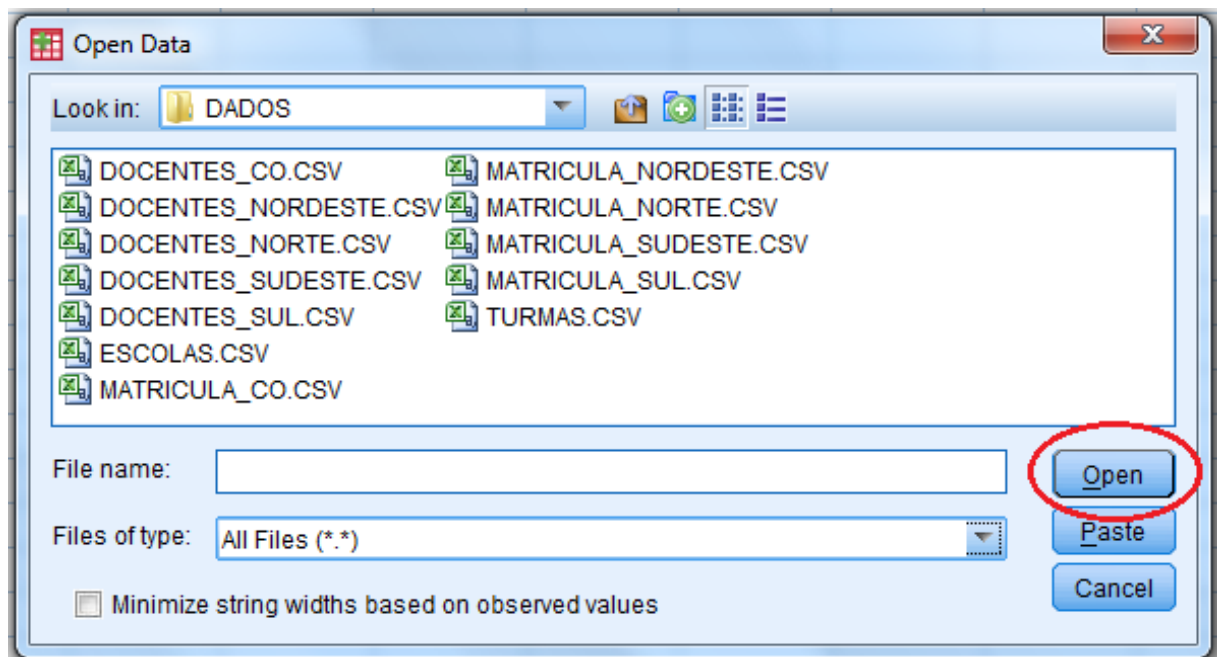 Open Data
Look in: DADOS
DOCENTES_CO.CSV
DOCENTES_NORDESTE.CSV
DOCENTES_NORTE.CSV
DOCENTES_SUDESTE.CSV
DOCENTES_SUL.CSV
ESCOLAS.CSV
MATRICULA_CO.CSV
MATRICULA_NORDESTE.CSV
MATRICULA_NORTE.CSV
MATRICULA_SUDESTE.CSV
MATRICULA_SUL.CSV
TURMAS.CSV
File name:
Open
Files of type: All Files (*.*)
Paste
Minimize string widths based on observed values
Cancel